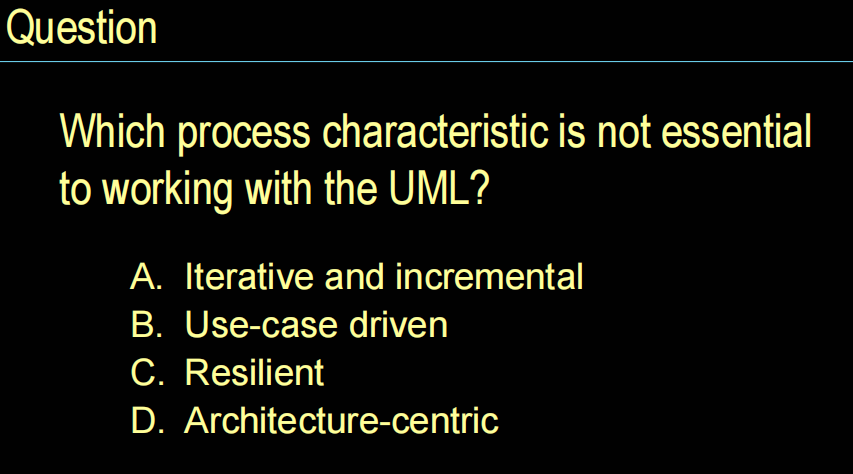 Question
Which process characteristic is not essential
to working with the UML?
A. Iterative and incremental
B. Use-case driven
C. Resilient
D. Architecture-centric